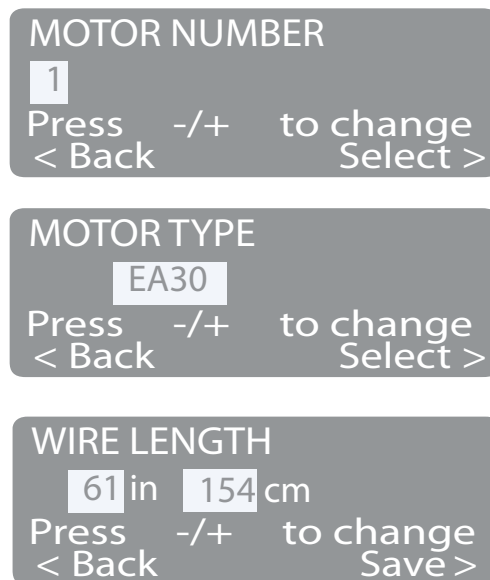 MOTOR NUMBER
1
Press -/+ to change
< Back Select >
MOTOR TYPE
EA30
Press -/+ to change
< Back Select >
WIRE LENGTH
61 in 154 cm
Press -/+ to change
< Back Save >